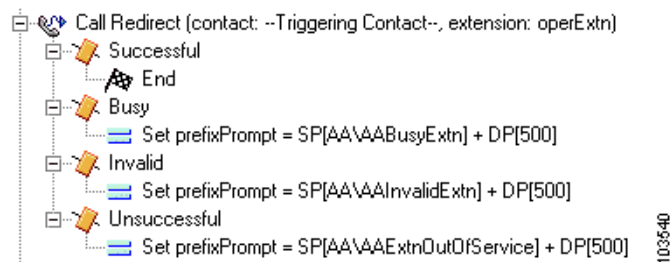 Call Redirect (contact: --Triggering Contact--, extension: operExtn)
Successful
End
Busy
Set prefixPrompt = SP[AA\AABusyExtn] + DP[500]
Invalid
Set prefixPrompt = SP[AA\AAInvalidExtn] + DP[500]
Unsuccessful
Set prefixPrompt = SP[AA\AAExtnOutOfService] + DP[500]
103540